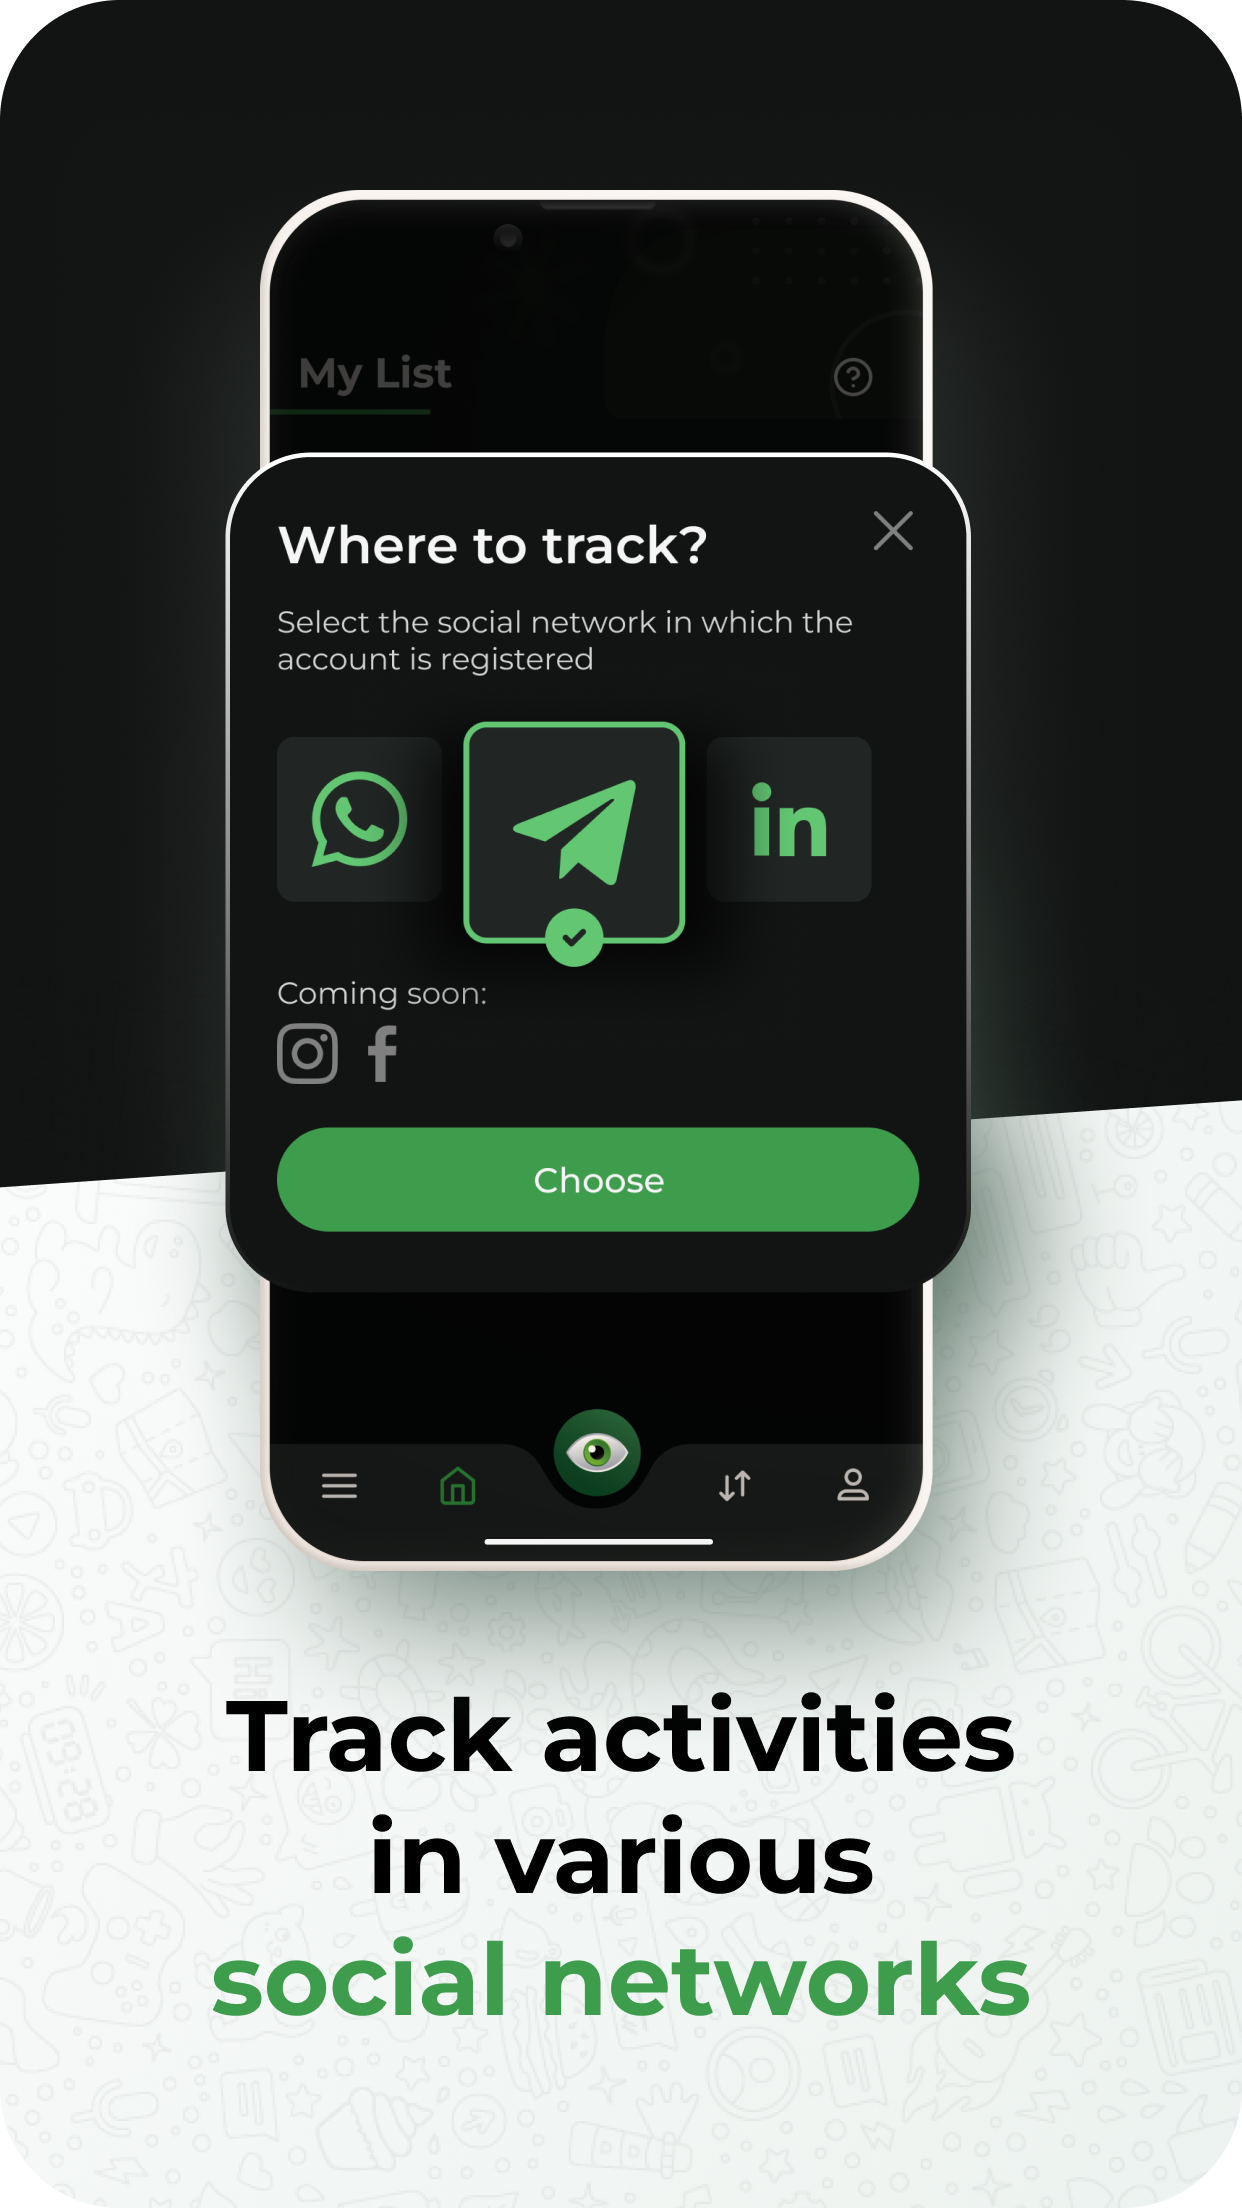 My List
Where to track?
Select the social network in which the
account is registered
in
Coming soon:
Choose
Track activities
in various
social networks